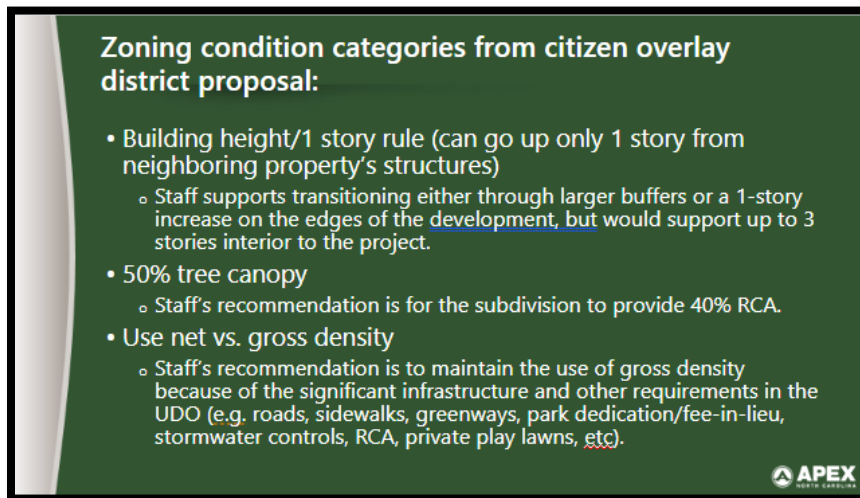 Zoning condition categories from citizen overlay
district proposal:
• Building height/1 story rule (can go up only 1 story from
neighboring property's structures)
o Staff supports transitioning either through larger buffers or a 1-story
increase on the edges of the development, but would support up to 3
stories interior to the project.
• 50% tree canopy
o Staff's recommendation is for the subdivision to provide 40% RCA.
• Use net vs. gross density
o Staff's recommendation is to maintain the use of gross density
because of the significant infrastructure and other requirements in the
UDO (e.g. roads, sidewalks, greenways, park dedication/fee-in-lieu,
stormwater controls, RCA, private play lawns, etc).
APEX
NORTH CAROLINA